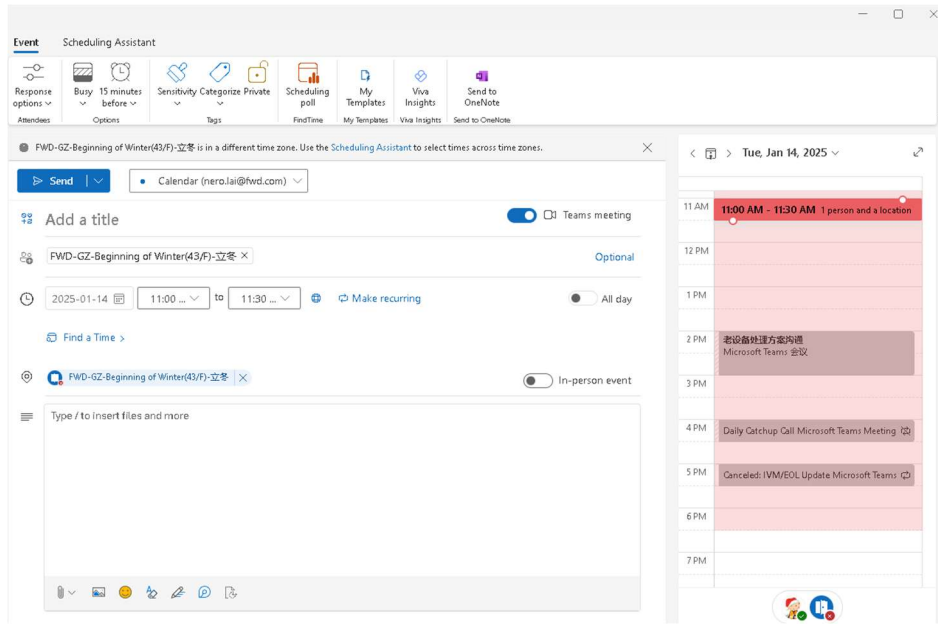 Event Scheduling Assistant
Response options
Busy
15 minutes before
Sensitivity
Categorize
Private
Scheduling poll
My Templates
Viva Insights
Send to OneNote
Attendees
Options
Tags
FindTime
My Templates
Viva Insights
Send to OneNote
FWD-GZ-Beginning of Winter(43/F)-立冬 is in a different time zone. Use the Scheduling Assistant to select times across time zones.
Send
Calendar (nero.lai@fwd.com)
Add a title
Teams meeting
FWD-GZ-Beginning of Winter(43/F)-立冬
Optional
2025-01-14 11:00 ... to 11:30 ... Make recurring
All day
Find a Time
FWD-GZ-Beginning of Winter(43/F)-立冬
In-person event
Type / to insert files and more
Tue, Jan 14, 2025
11 AM
11:00 AM - 11:30 AM 1 person and a location
12 PM
1 PM
2 PM
老设备处理方案沟通
Microsoft Teams 会议
3 PM
4 PM
Daily Catchup Call Microsoft Teams Meeting
5 PM
Canceled: IVM/EOL Update Microsoft Teams
6 PM
7 PM